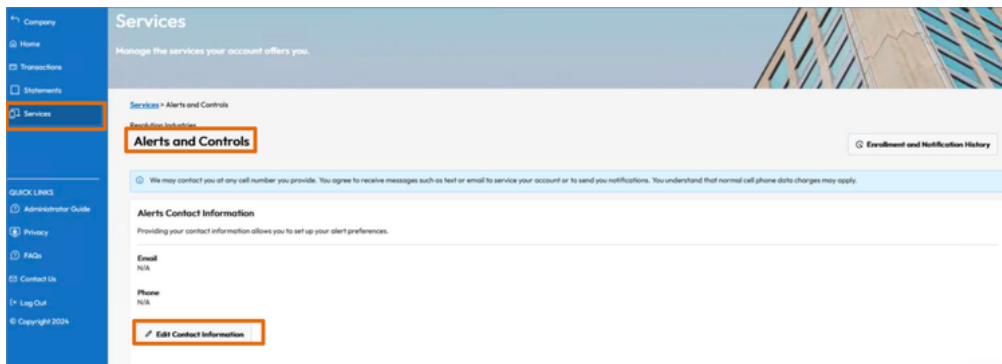 Company
Home
Transactions
Statements
Services
QUICK LINKS
Administrator Guide
Privacy
FAQs
Contact Us
Log Out
© Copyright 2024
Services
Manage the services your account offers you.
Services > Alerts and Controls
Resolution Industries
Alerts and Controls
Enrollment and Notification History
We may contact you at any cell number you provide. You agree to receive messages such as text or email to service your account or to send you notifications. You understand that normal cell phone data charges may apply.
Alerts Contact Information
Providing your contact information allows you to set up your alert preferences.
Email
N/A
Phone
N/A
Edit Contact Information